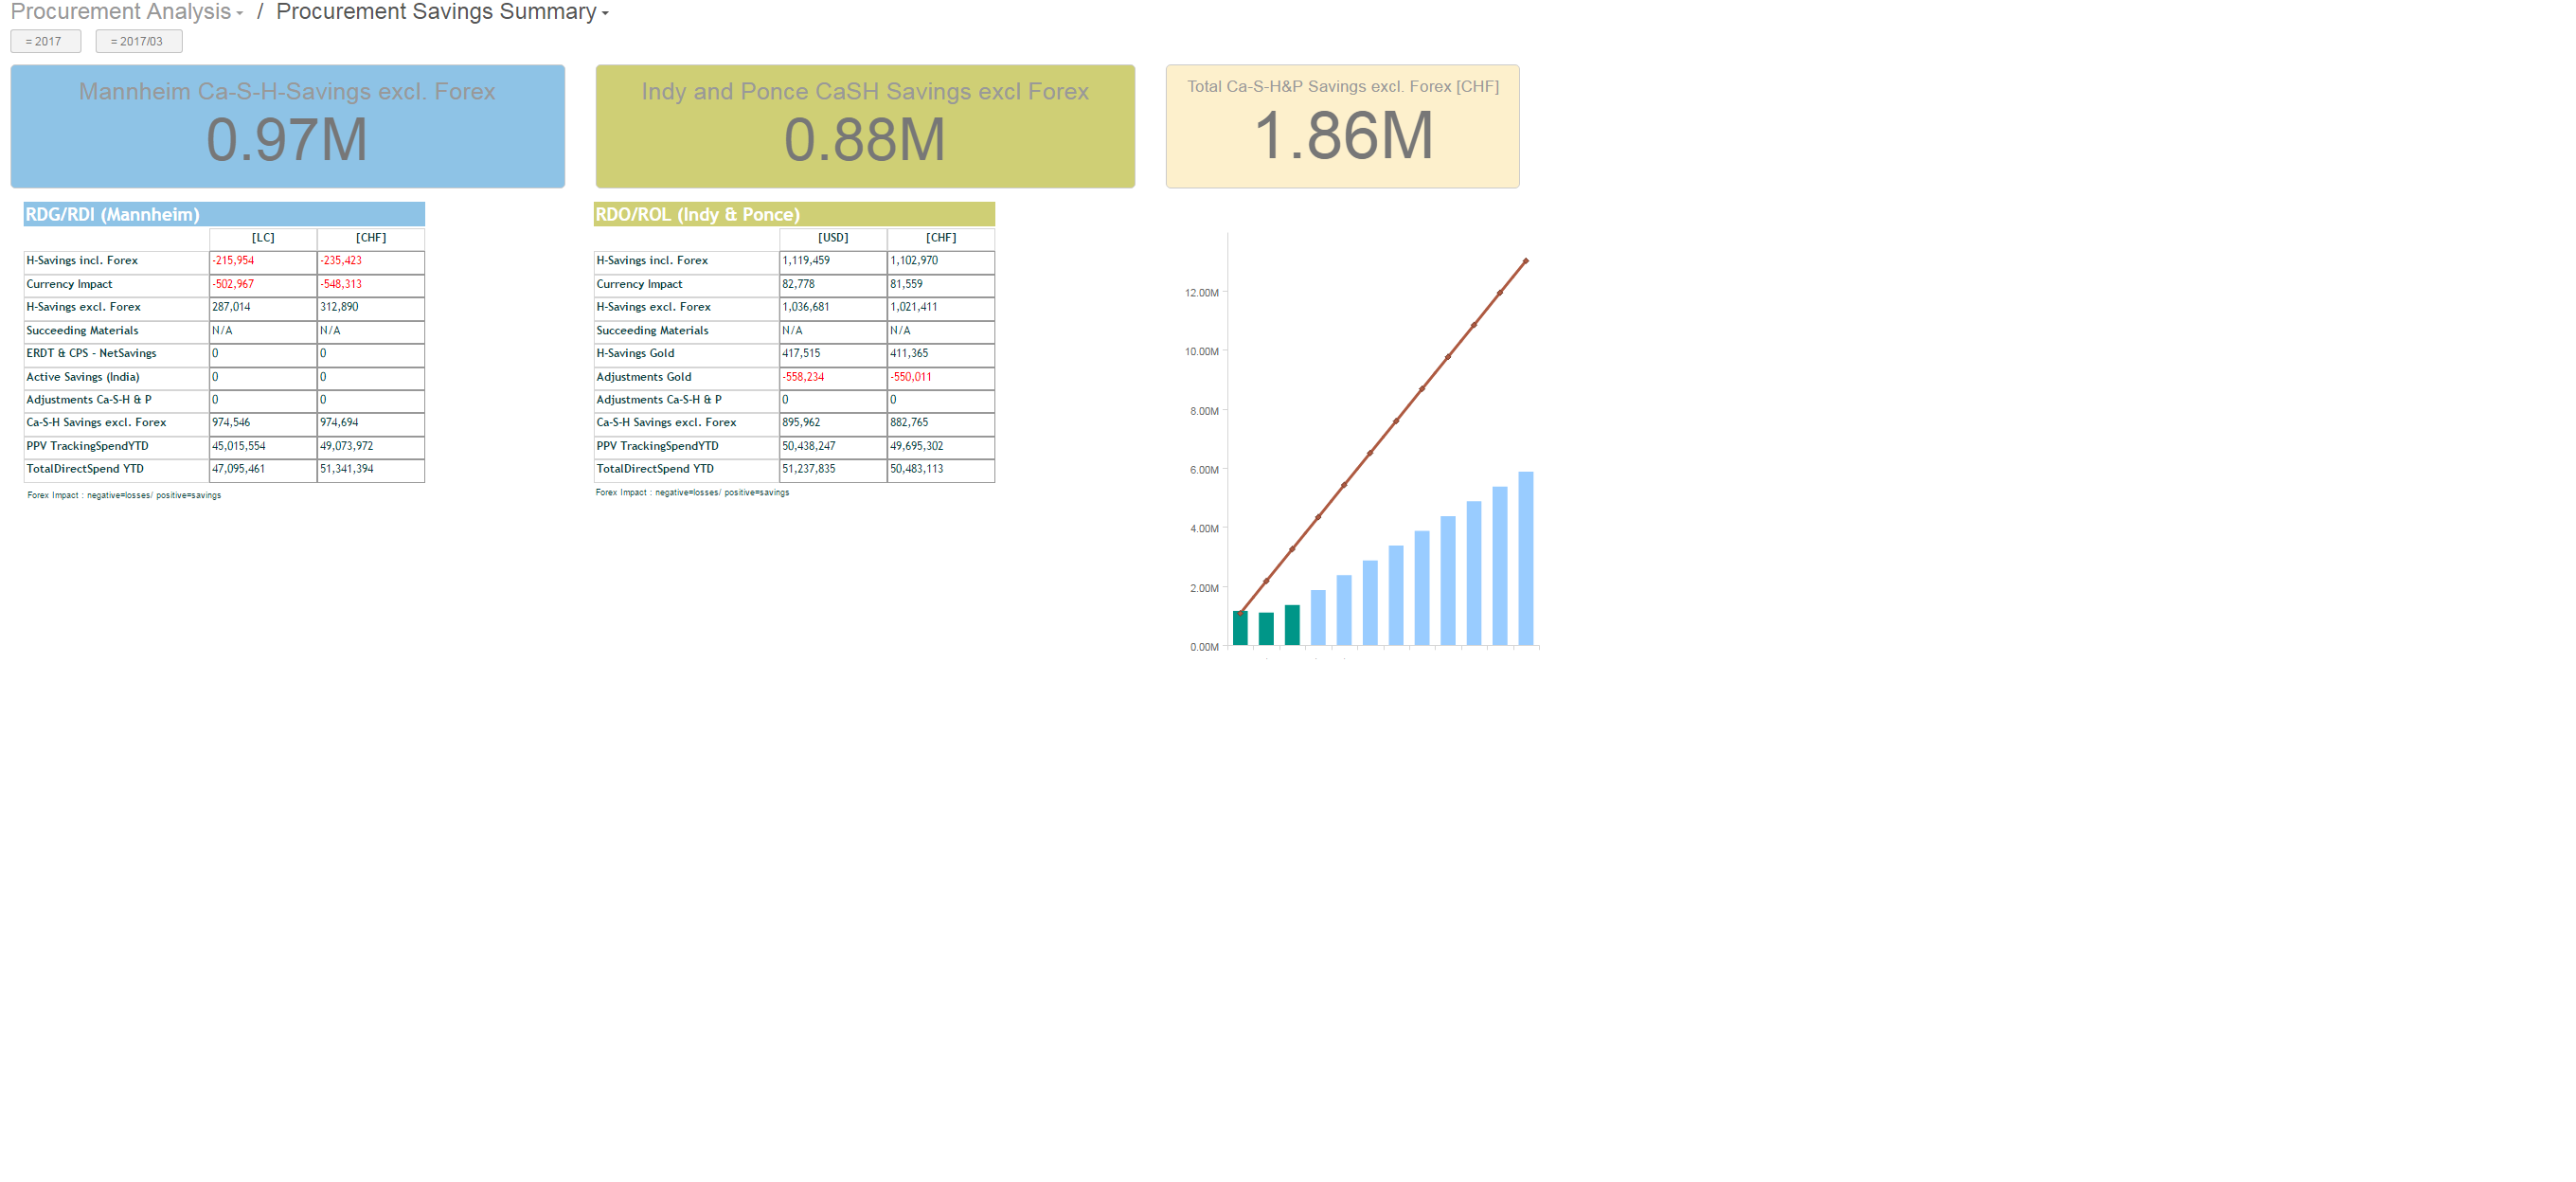 Procurement Analysis / Procurement Savings Summary
= 2017 = 2017/03
Mannheim Ca-S-H-Savings excl. Forex
0.97M
Indy and Ponce CaSH Savings excl Forex
0.88M
Total Ca-S-H&P Savings excl. Forex [CHF]
1.86M
RDG/RDI (Mannheim)
[LC] [CHF]
H-Savings incl. Forex -215,954 -235,423
Currency Impact -502,967 -548,313
H-Savings excl. Forex 287,014 312,890
Succeeding Materials N/A N/A
ERDT & CPS - NetSavings 0 0
Active Savings (India) 0 0
Adjustments Ca-S-H & P 0 0
Ca-S-H Savings excl. Forex 974,546 974,694
PPV TrackingSpendYTD 45,015,554 49,073,972
TotalDirectSpend YTD 47,095,461 51,341,394
Forex Impact : negative=losses/ positive=savings
RDO/ROL (Indy & Ponce)
[USD] [CHF]
H-Savings incl. Forex 1,119,459 1,102,970
Currency Impact 82,778 81,559
H-Savings excl. Forex 1,036,681 1,021,411
Succeeding Materials N/A N/A
H-Savings Gold 417,515 411,365
Adjustments Gold -558,234 -550,011
Adjustments Ca-S-H & P 0 0
Ca-S-H Savings excl. Forex 895,962 882,765
PPV TrackingSpendYTD 50,438,247 49,695,302
TotalDirectSpend YTD 51,237,835 50,483,113
Forex Impact : negative=losses/ positive=savings
12.00M
10.00M
8.00M
6.00M
4.00M
2.00M
0.00M